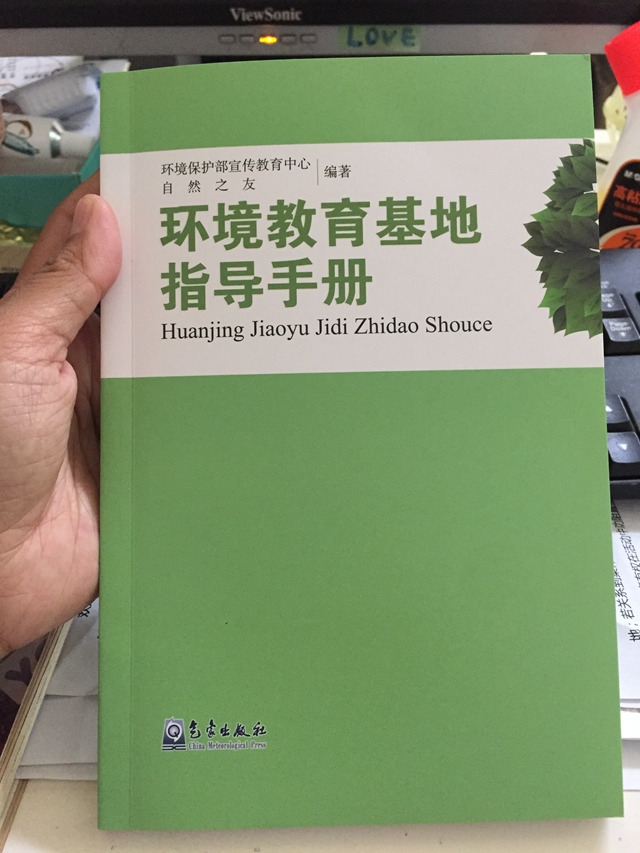 ViewSonic
LOVE
环境保护部宣传教育中心
自然之友
编著
环境教育基地
指导手册
Huanjing Jiaoyu Jidi Zhidao Shouce
气象出版社
China Meteorological Press
Page
Down